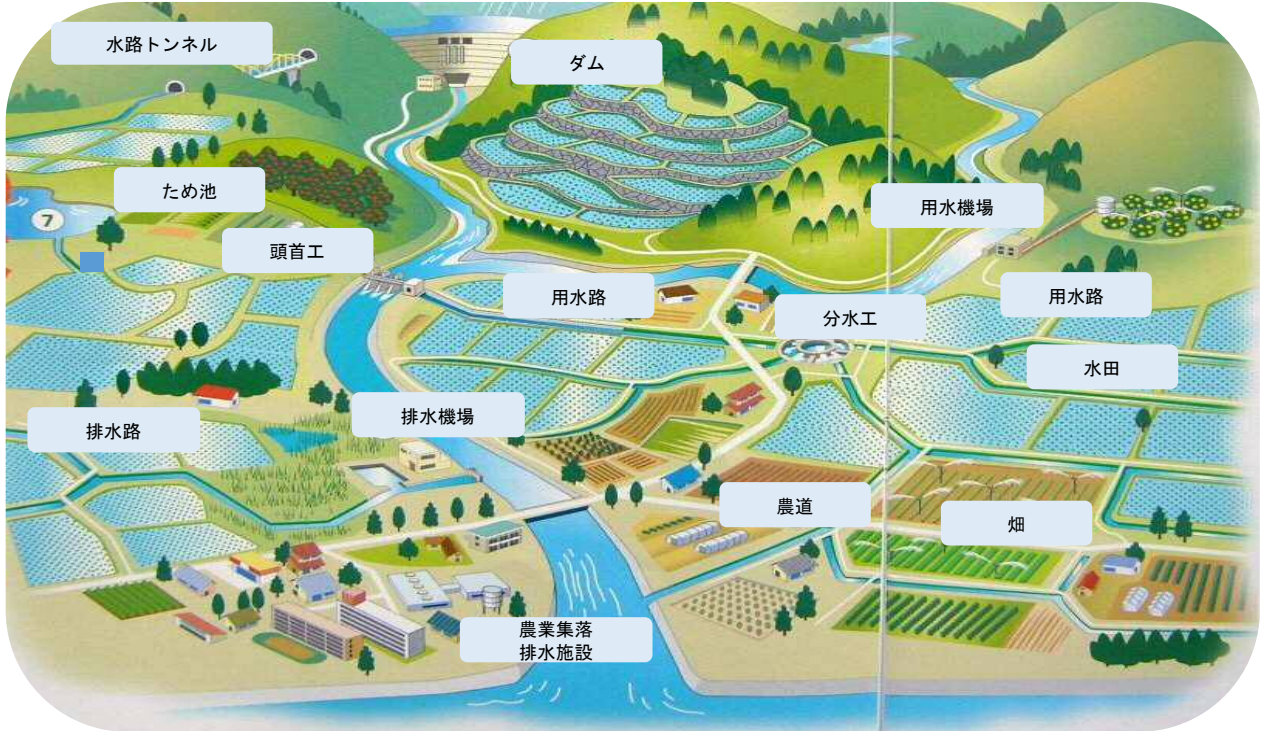 水路トンネル
ダム
ため池
用水機場
7
頭首工
用水路
用水路
分水工
水田
排水機場
排水路
農道
畑
農業集落
排水施設